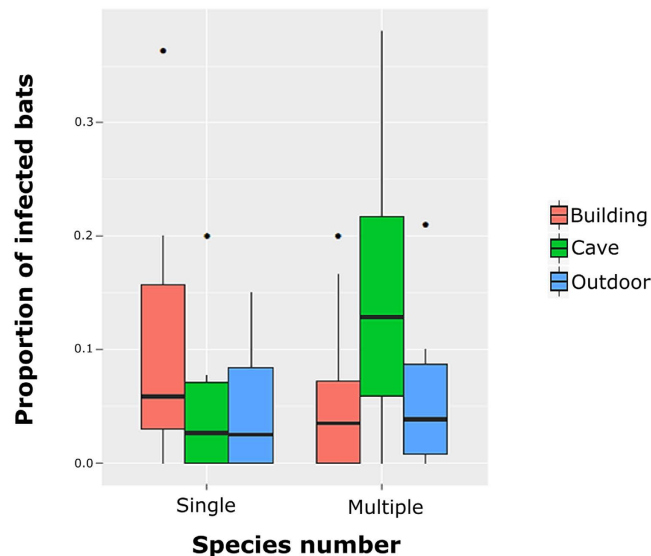 Proportion of infected bats
0.3
0.2
0.1
0.0
Single
Multiple
Species number
Building
Cave
Outdoor